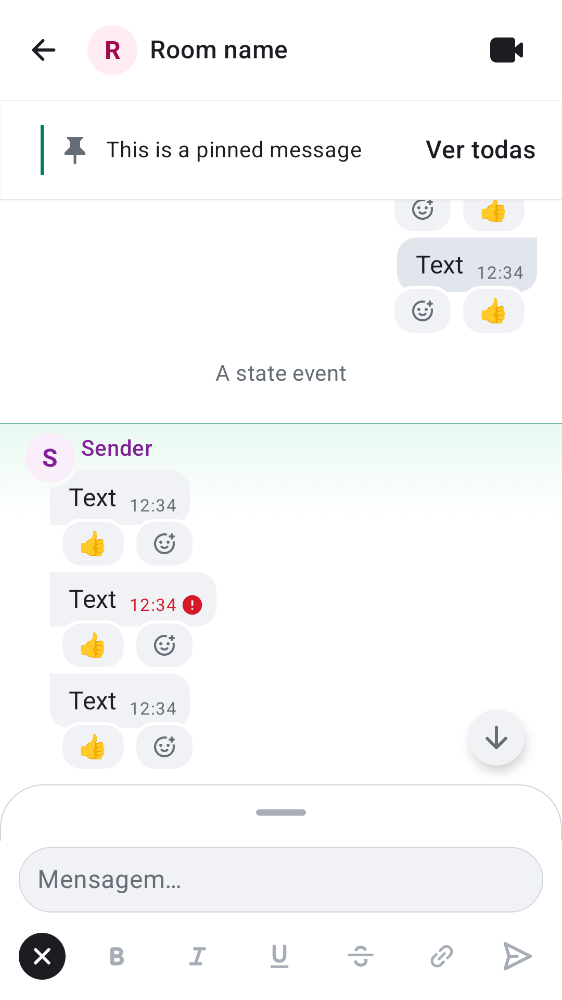 R Room name
This is a pinned message Ver todas
Text 12:34
A state event
S Sender
Text 12:34
Text 12:34
Text 12:34
Mensagem…
B I U S